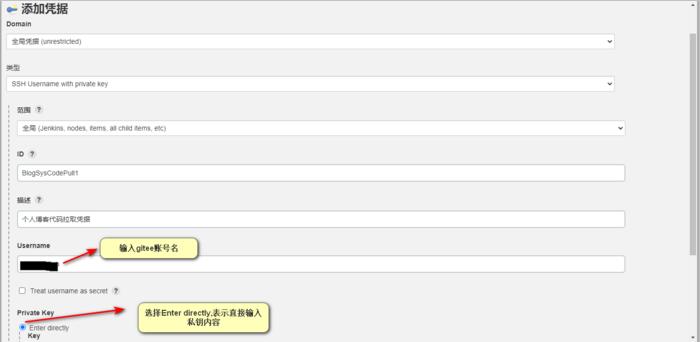 添加凭据
Domain
全局凭据 (unrestricted)
类型
SSH Username with private key
范围 ?
全局 (Jenkins, nodes, items, all child items, etc)
ID ?
BlogSysCodePull1
描述 ?
个人博客代码拉取凭据
Username
输入gitee账号名
Treat username as secret ?
Private Key
选择Enter directly,表示直接输入
私钥内容
Enter directly
Key